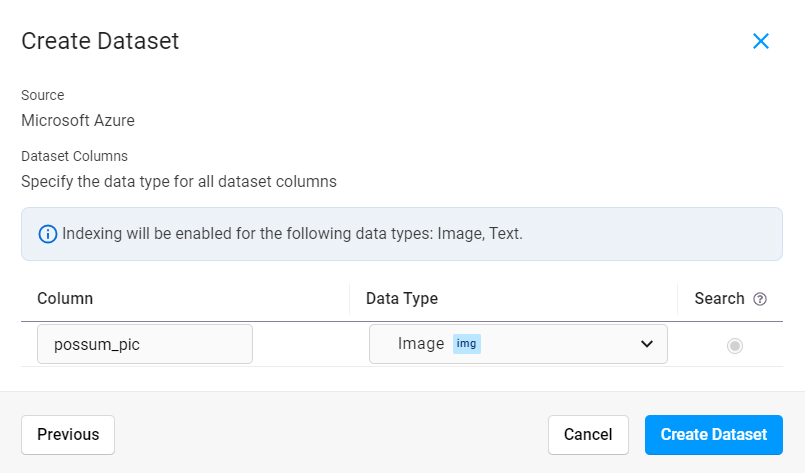 Create Dataset
Source
Microsoft Azure
Dataset Columns
Specify the data type for all dataset columns
Indexing will be enabled for the following data types: Image, Text.
Column Data Type Search ?
possum_pic Image img
Previous Cancel Create Dataset